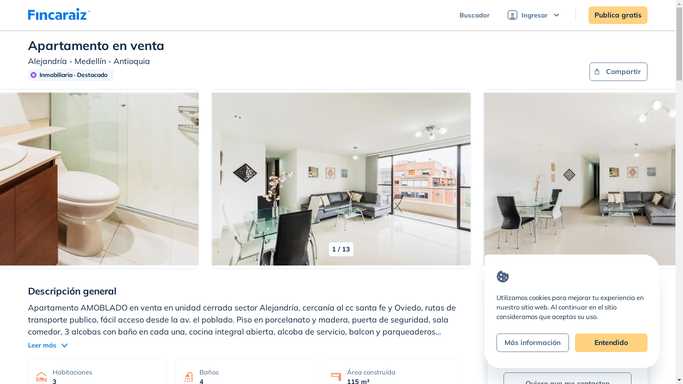 Fincaraiz
Buscador
Ingresar
Publica gratis
Apartamento en venta
Alejandría - Medellín - Antioquia
Inmobiliaria · Destacado
Compartir
1 / 13
Descripción general
Apartamento AMOBLADO en venta en unidad cerrada sector Alejandría, cercanía al cc santa fe y Oviedo, rutas de
transporte publico, fácil acceso desde la av. el poblado. Piso en porcelanato y madera, puerta de seguridad, sala
comedor, 3 alcobas con baño en cada una, cocina integral abierta, alcoba de servicio, balcon y parqueaderos...
Leer más
Habitaciones
3
Baños
4
Área construida
115 m²
Utilizamos cookies para mejorar tu experiencia en
nuestro sitio web. Al continuar en el sitio
consideramos que aceptas su uso.
Más información
Entendido
Quiero que me contacten